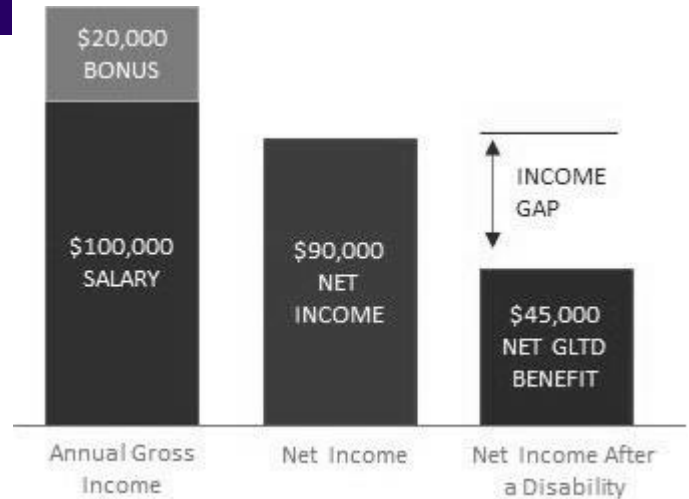 $20,000
BONUS
$100,000
SALARY
$90,000
NET
INCOME
INCOME
GAP
$45,000
NET GLTD
BENEFIT
Annual Gross
Income
Net Income
Net Income After
a Disability